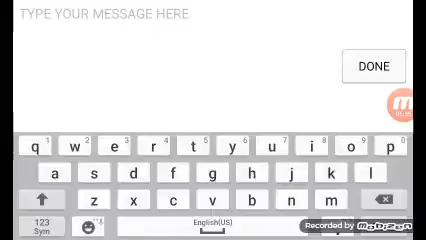 TYPE YOUR MESSAGE HERE
DONE
q 1 w 2 e 3 r 4 t 5 y 6 u 7 i 8 o 9 p 0
a s d f g h j k l
z x c v b n m
123
Sym
English(US)
Recorded by Mobizen